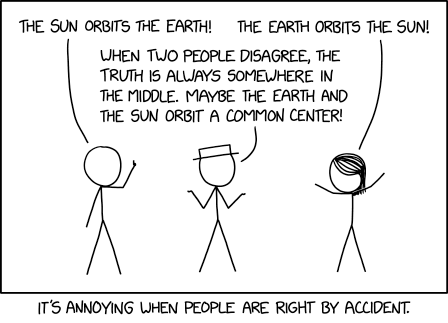 THE SUN ORBITS THE EARTH!
THE EARTH ORBITS THE SUN!
WHEN TWO PEOPLE DISAGREE, THE
TRUTH IS ALWAYS SOMEWHERE IN
THE MIDDLE. MAYBE THE EARTH AND
THE SUN ORBIT A COMMON CENTER!
IT'S ANNOYING WHEN PEOPLE ARE RIGHT BY ACCIDENT.